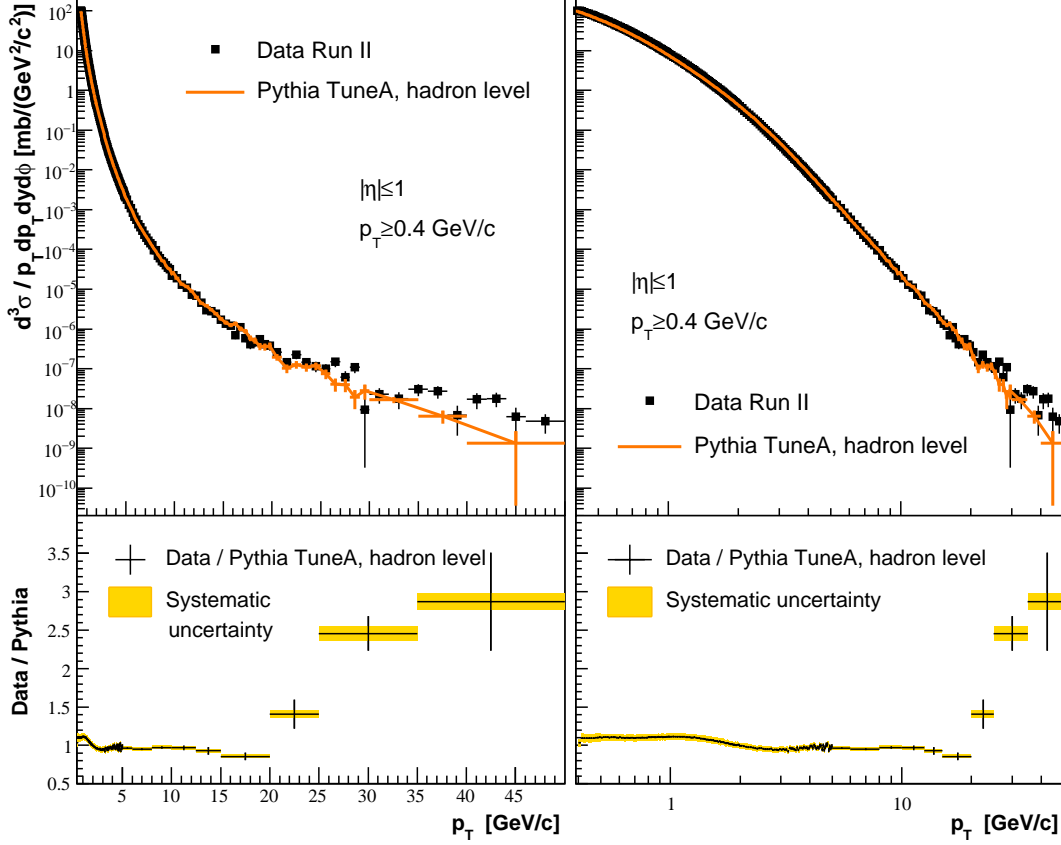 d³σ / p_T dp_T dydϕ [mb/(GeV²/c²)]
10²
10
1
10⁻¹
10⁻²
10⁻³
10⁻⁴
10⁻⁵
10⁻⁶
10⁻⁷
10⁻⁸
10⁻⁹
10⁻¹⁰
Data Run II
Pythia TuneA, hadron level
|η|≤1
p_T≥0.4 GeV/c
|η|≤1
p_T≥0.4 GeV/c
Data Run II
Pythia TuneA, hadron level
Data / Pythia
3.5
3
2.5
2
1.5
1
0.5
Data / Pythia TuneA, hadron level
Systematic
uncertainty
Data / Pythia TuneA, hadron level
Systematic uncertainty
5 10 15 20 25 30 35 40 45
1 10
p_T [GeV/c]
p_T [GeV/c]